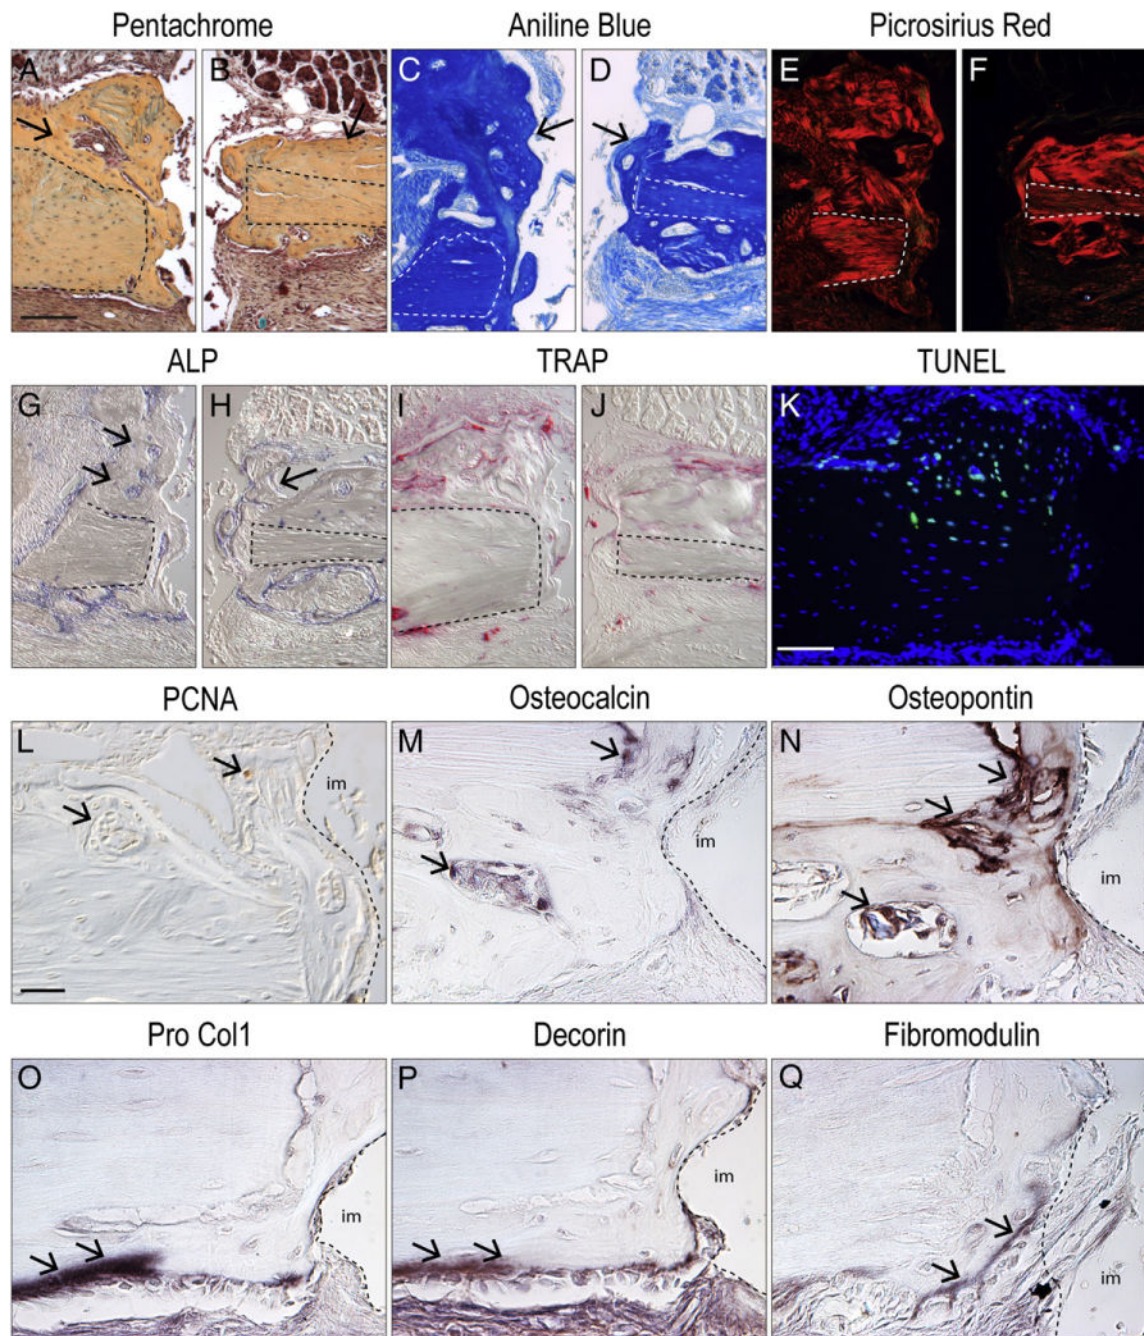 Pentachrome Aniline Blue Picrosirius Red
A B C D E F
ALP TRAP TUNEL
G H I J K
PCNA Osteocalcin Osteopontin
L M N
im im im
Pro Col1 Decorin Fibromodulin
O P Q
im im im